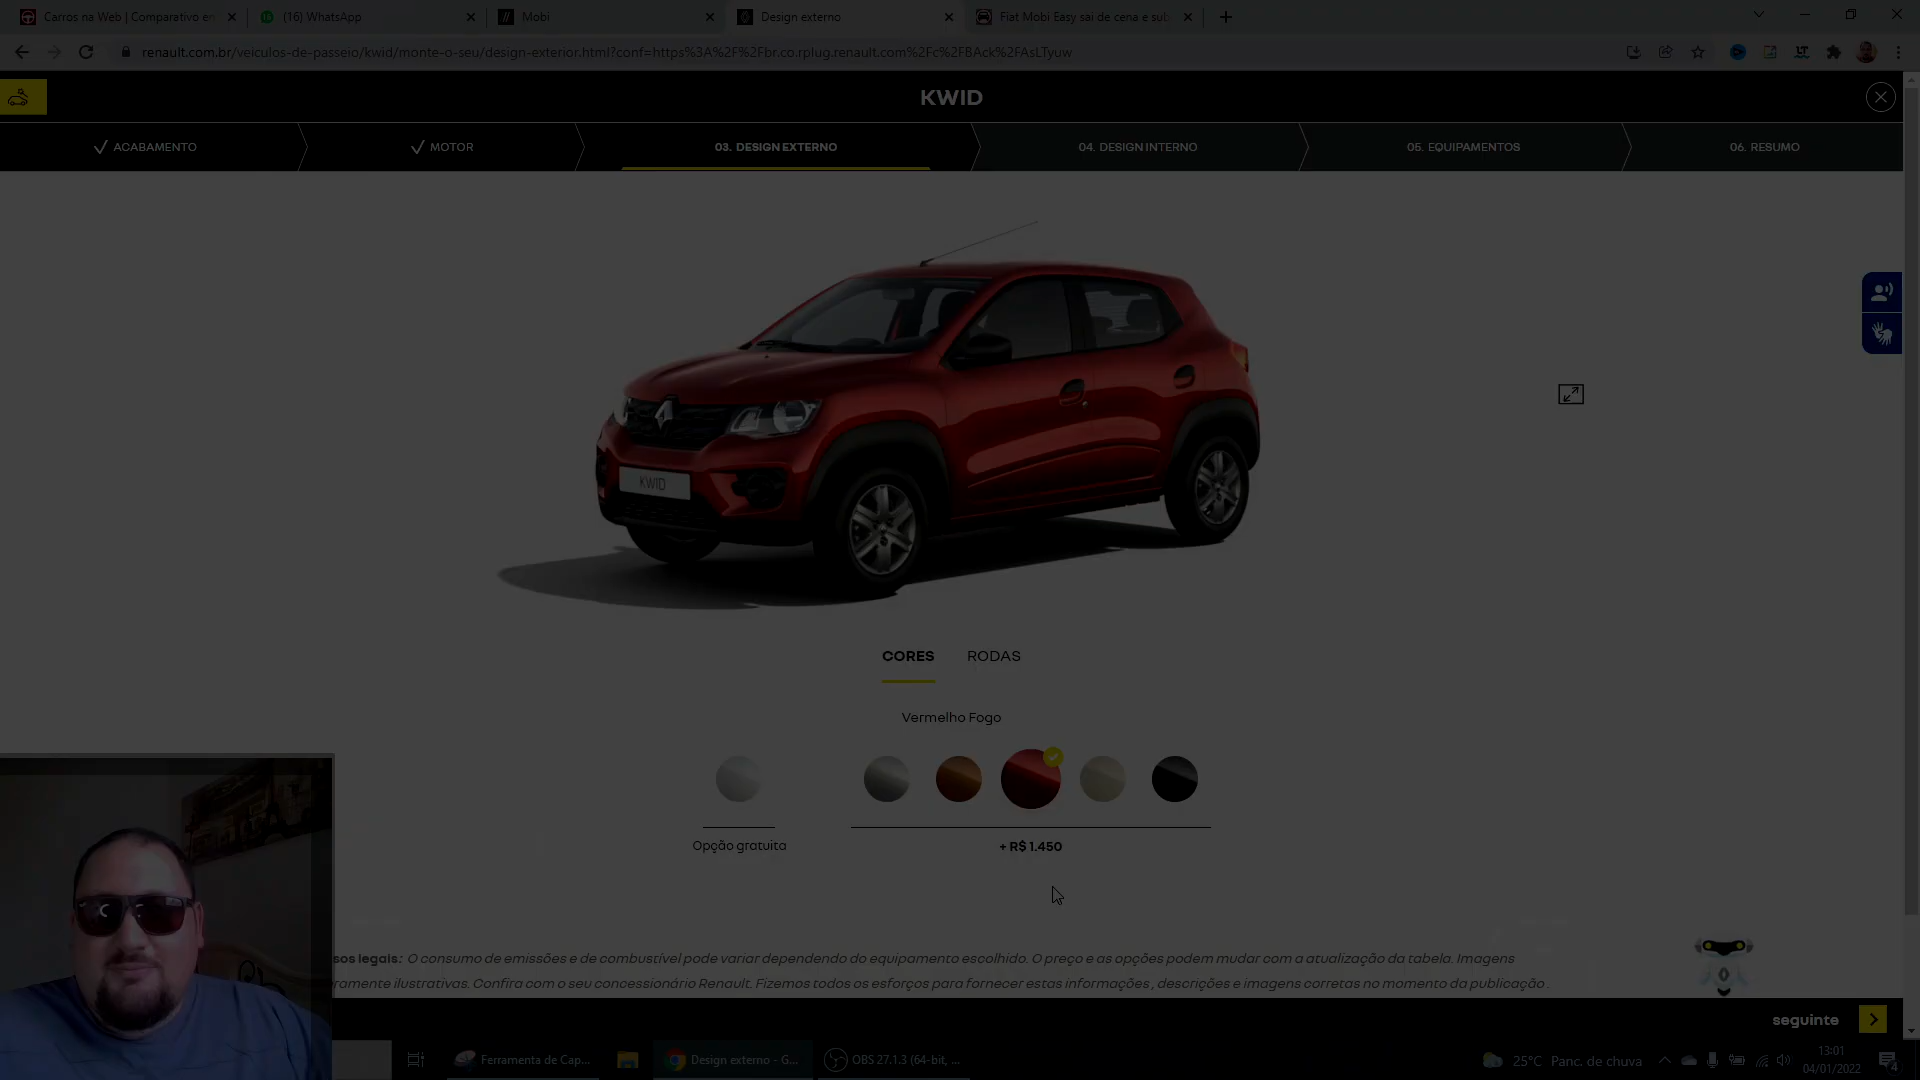 Carros na Web | Comparativo en
(16) WhatsApp
Mobi
Design externo
Fiat Mobi Easy sai de cena e sub
renault.com.br/veiculos-de-passeio/kwid/monte-o-seu/design-exterior.html?conf=https%3A%2F%2Fbr.co.rplug.renault.com%2Fc%2FBAck%2FAsLTyuw
KWID
ACABAMENTO
MOTOR
03. DESIGN EXTERNO
04. DESIGN INTERNO
05. EQUIPAMENTOS
06. RESUMO
KWID
CORES
RODAS
Vermelho Fogo
Opção gratuita
+ R$ 1.450
sos legais: O consumo de emissões e de combustível pode variar dependendo do equipamento escolhido. O preço e as opções podem mudar com a atualização da tabela. Imagens
ramente ilustrativas. Confira com o seu concessionário Renault. Fizemos todos os esforços para fornecer estas informações, descrições e imagens corretas no momento da publicação .
seguinte
Ferramenta de Cap...
Design externo - G...
OBS 27.1.3 (64-bit, ...
25°C Panc. de chuva
13:01
04/01/2022
4